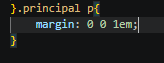 }.principal p{
margin: 0 0 1em;
}